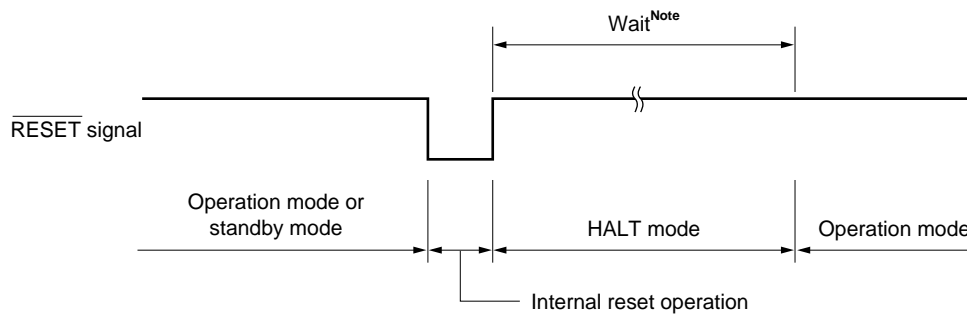 Wait Note
RESET signal
Operation mode or
standby mode
HALT mode
Operation mode
Internal reset operation